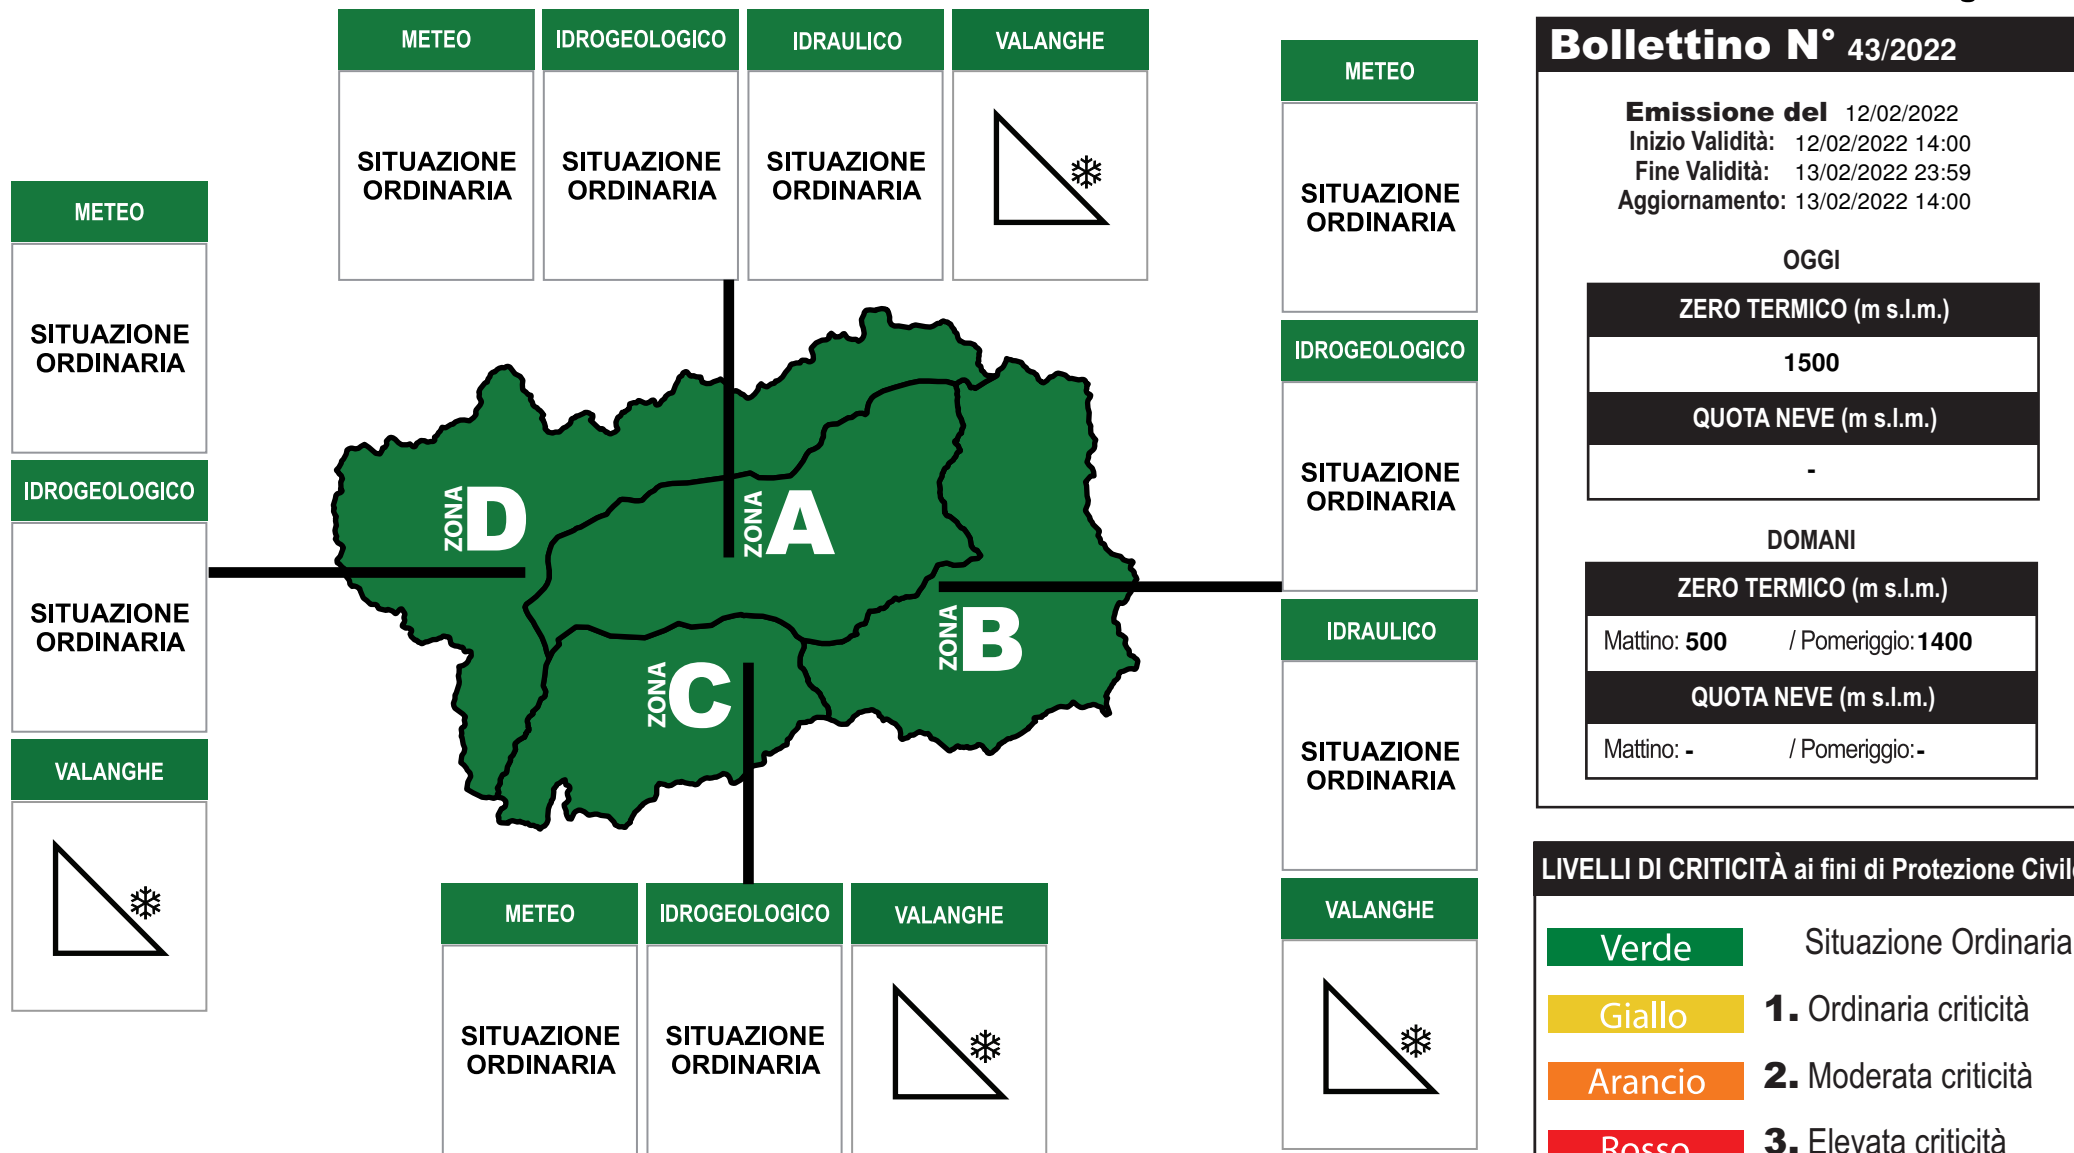 METEO
IDROGEOLOGICO
IDRAULICO
VALANGHE
SITUAZIONE
ORDINARIA
SITUAZIONE
ORDINARIA
SITUAZIONE
ORDINARIA
METEO
SITUAZIONE
ORDINARIA
IDROGEOLOGICO
SITUAZIONE
ORDINARIA
VALANGHE
ZONA D
ZONA A
ZONA B
ZONA C
METEO
SITUAZIONE
ORDINARIA
IDROGEOLOGICO
SITUAZIONE
ORDINARIA
IDRAULICO
SITUAZIONE
ORDINARIA
VALANGHE
METEO
IDROGEOLOGICO
VALANGHE
SITUAZIONE
ORDINARIA
SITUAZIONE
ORDINARIA
Bollettino N° 43/2022
Emissione del 12/02/2022
Inizio Validità: 12/02/2022 14:00
Fine Validità: 13/02/2022 23:59
Aggiornamento: 13/02/2022 14:00
OGGI
ZERO TERMICO (m s.l.m.)
1500
QUOTA NEVE (m s.l.m.)
-
DOMANI
ZERO TERMICO (m s.l.m.)
Mattino: 500 / Pomeriggio: 1400
QUOTA NEVE (m s.l.m.)
Mattino: - / Pomeriggio: -
LIVELLI DI CRITICITÀ ai fini di Protezione Civile
Verde Situazione Ordinaria
Giallo 1. Ordinaria criticità
Arancio 2. Moderata criticità
Rosso 3. Elevata criticità